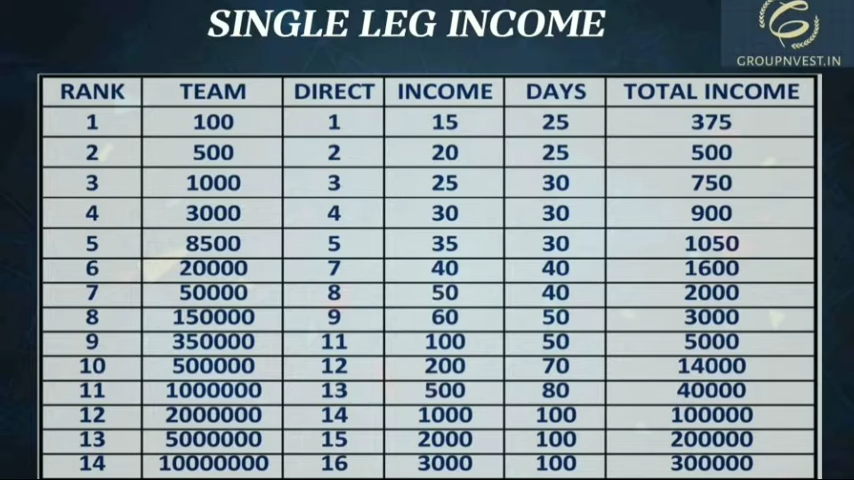 SINGLE LEG INCOME
GROUPNVEST.IN
RANK TEAM DIRECT INCOME DAYS TOTAL INCOME
1 100 1 15 25 375
2 500 2 20 25 500
3 1000 3 25 30 750
4 3000 4 30 30 900
5 8500 5 35 30 1050
6 20000 7 40 40 1600
7 50000 8 50 40 2000
8 150000 9 60 50 3000
9 350000 11 100 50 5000
10 500000 12 200 70 14000
11 1000000 13 500 80 40000
12 2000000 14 1000 100 100000
13 5000000 15 2000 100 200000
14 10000000 16 3000 100 300000